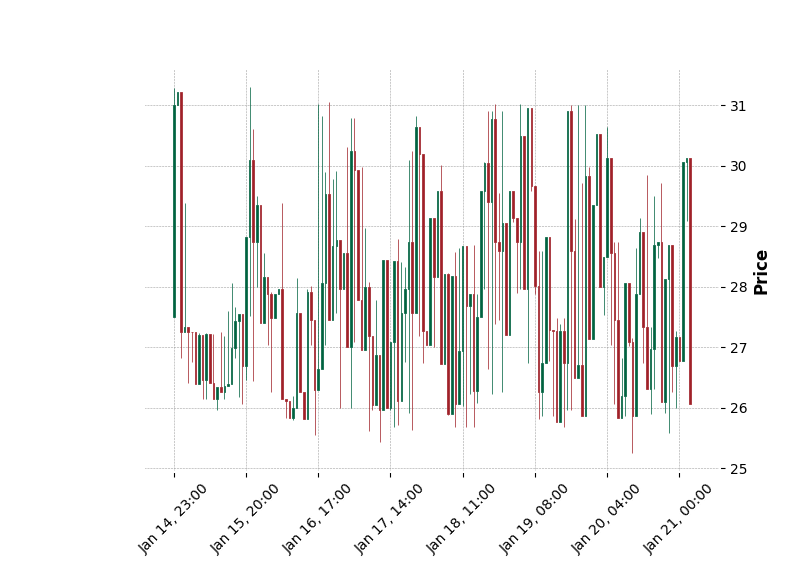 31
30
29
28
27
26
25
Price
Jan 14, 23:00
Jan 15, 20:00
Jan 16, 17:00
Jan 17, 14:00
Jan 18, 11:00
Jan 19, 08:00
Jan 20, 04:00
Jan 21, 00:00